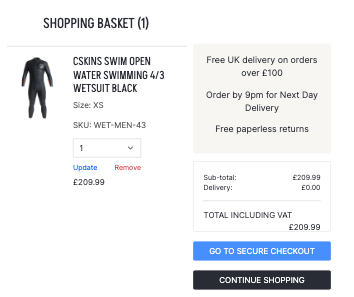 SHOPPING BASKET (1)
CSKINS SWIM OPEN
WATER SWIMMING 4/3
WETSUIT BLACK
Size: XS
SKU: WET-MEN-43
1
Update Remove
£209.99
Free UK delivery on orders
over £100
Order by 9pm for Next Day
Delivery
Free paperless returns
Sub-total: £209.99
Delivery: £0.00
TOTAL INCLUDING VAT
£209.99
GO TO SECURE CHECKOUT
CONTINUE SHOPPING